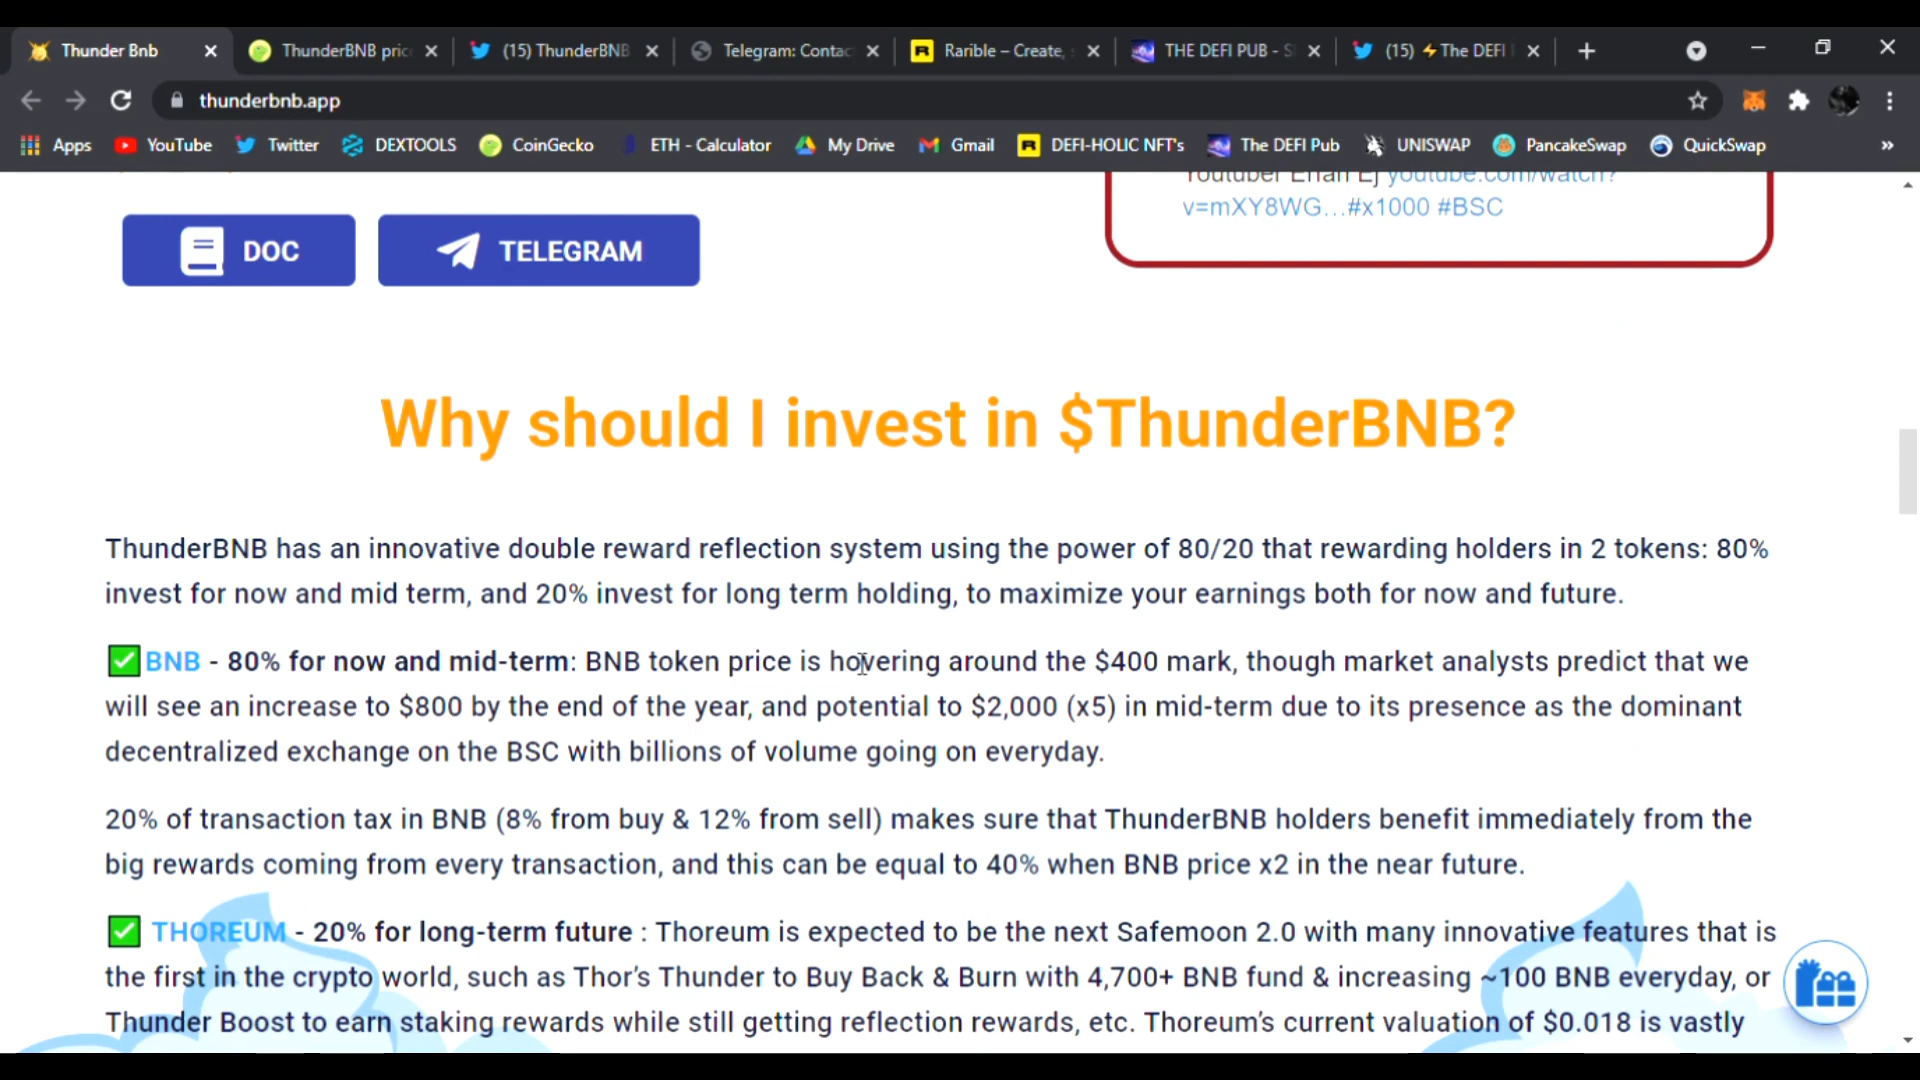 Thunder Bnb
ThunderBNB pric
(15) ThunderBNB
Telegram: Contac
Rarible – Create,
THE DEFI PUB - S
(15) ⚡The DEFI
thunderbnb.app
Apps
YouTube
Twitter
DEXTOOLS
CoinGecko
ETH - Calculator
My Drive
Gmail
DEFI-HOLIC NFT's
The DEFI Pub
UNISWAP
PancakeSwap
QuickSwap
»
Youtuber Erhan Ej youtube.com/watch?
v=mXY8WG…#x1000 #BSC
DOC
TELEGRAM
Why should I invest in $ThunderBNB?
ThunderBNB has an innovative double reward reflection system using the power of 80/20 that rewarding holders in 2 tokens: 80%
invest for now and mid term, and 20% invest for long term holding, to maximize your earnings both for now and future.
✅BNB - 80% for now and mid-term: BNB token price is hovering around the $400 mark, though market analysts predict that we
will see an increase to $800 by the end of the year, and potential to $2,000 (x5) in mid-term due to its presence as the dominant
decentralized exchange on the BSC with billions of volume going on everyday.
20% of transaction tax in BNB (8% from buy & 12% from sell) makes sure that ThunderBNB holders benefit immediately from the
big rewards coming from every transaction, and this can be equal to 40% when BNB price x2 in the near future.
✅ THOREUM - 20% for long-term future : Thoreum is expected to be the next Safemoon 2.0 with many innovative features that is
the first in the crypto world, such as Thor's Thunder to Buy Back & Burn with 4,700+ BNB fund & increasing ~100 BNB everyday, or
Thunder Boost to earn staking rewards while still getting reflection rewards, etc. Thoreum's current valuation of $0.018 is vastly